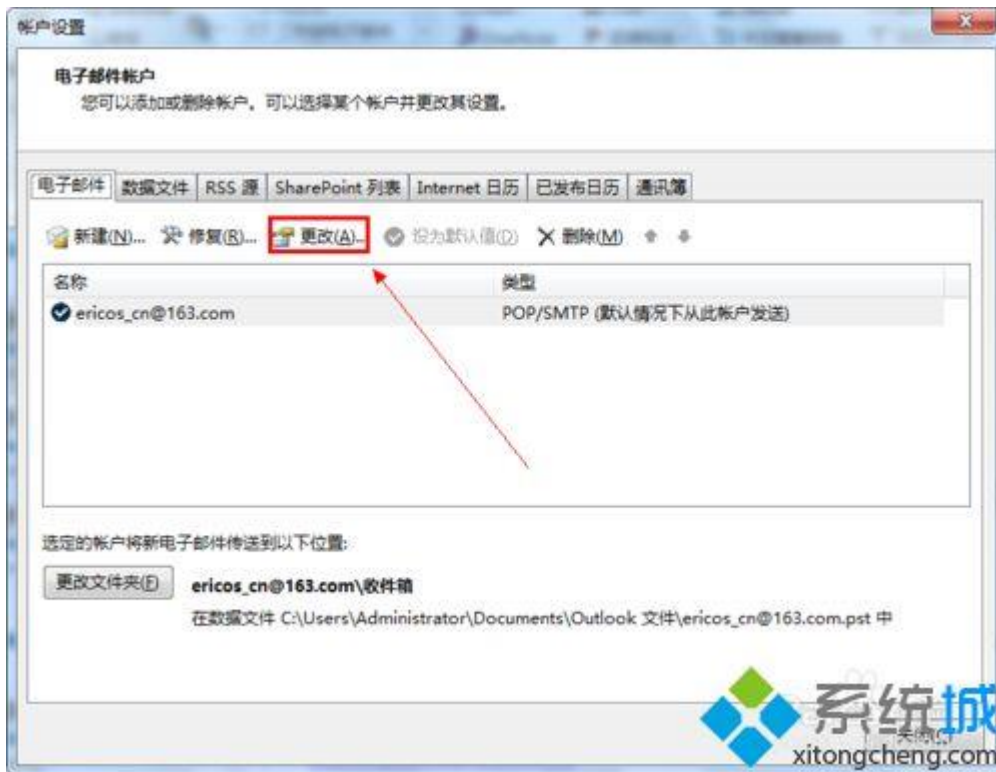 帐户设置
电子邮件帐户
您可以添加或删除帐户。可以选择某个帐户并更改其设置。
电子邮件 数据文件 RSS 源 SharePoint 列表 Internet 日历 已发布日历 通讯簿
新建(N)... 修复(R)... 更改(A)... 设为默认值(D) 删除(M)
名称 类型
ericos_cn@163.com POP/SMTP (默认情况下从此帐户发送)
选定的帐户将新电子邮件传送到以下位置:
更改文件夹(F) ericos_cn@163.com\收件箱
在数据文件 C:\Users\Administrator\Documents\Outlook 文件\ericos_cn@163.com.pst 中
系统城
关闭(C)
xitongcheng.com